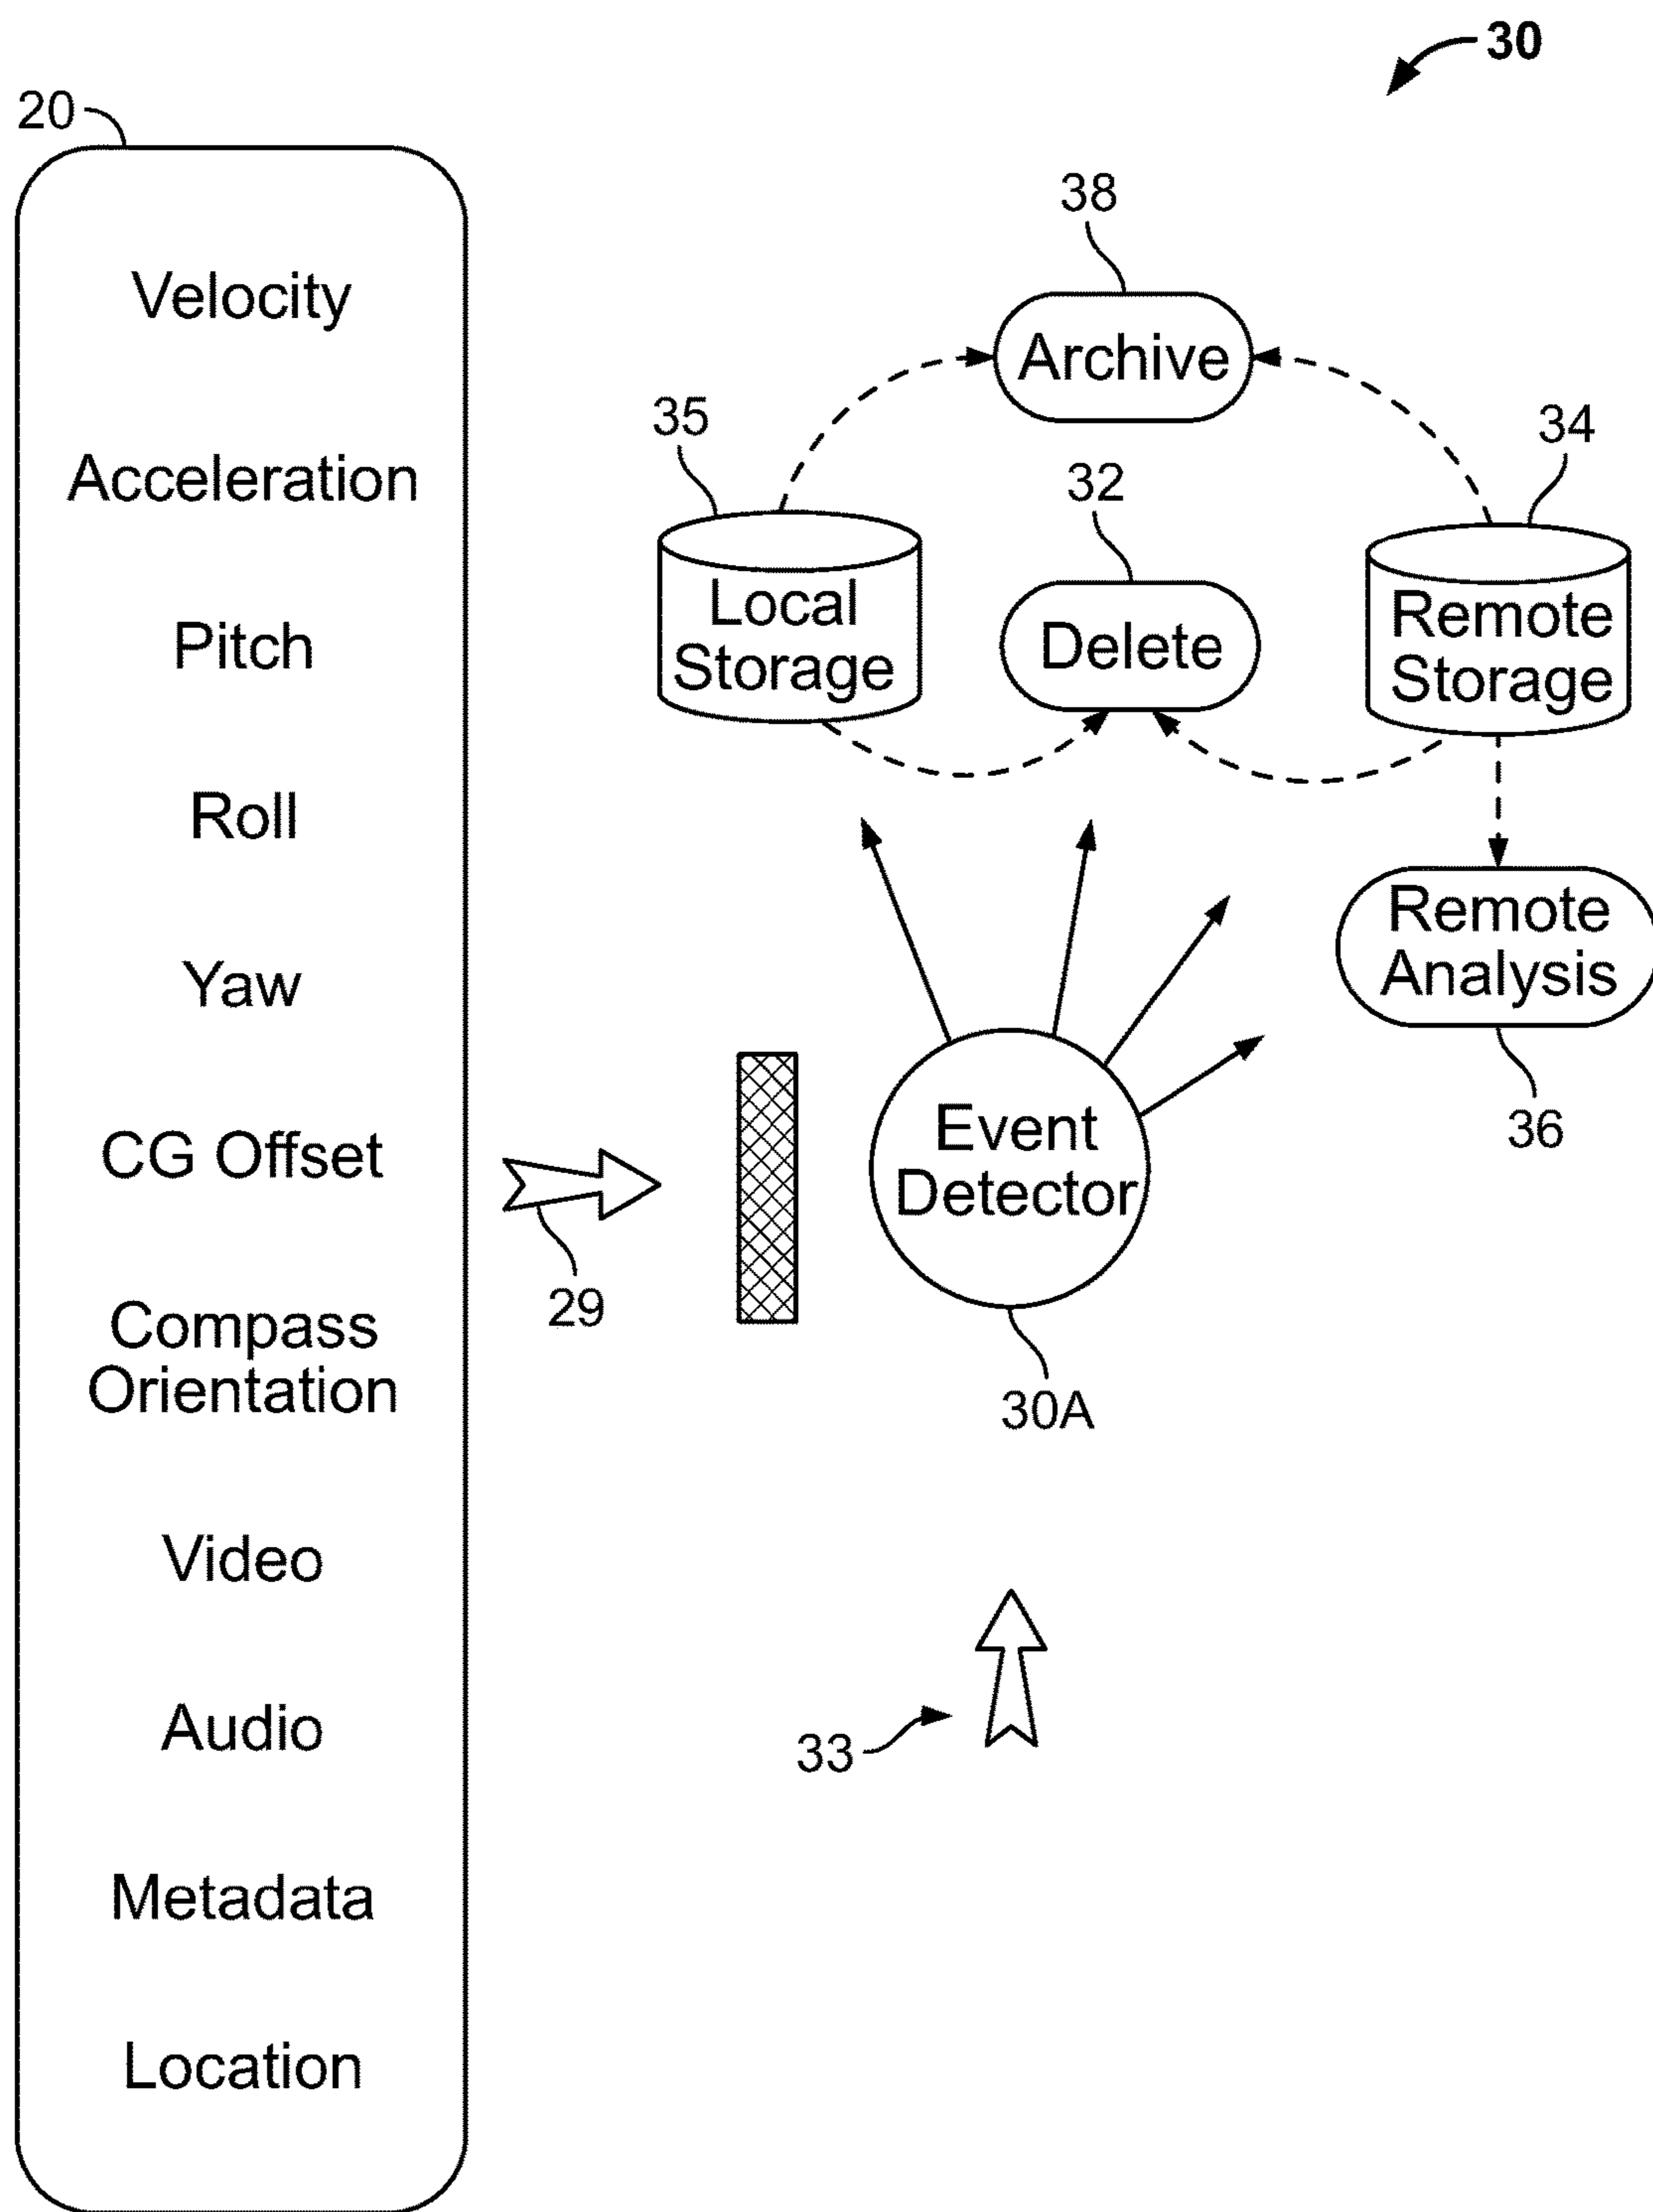 30
20
Velocity
Acceleration
Pitch
Roll
Yaw
CG Offset
Compass
Orientation
Video
Audio
Metadata
Location
29
38
Archive
35
Local
Storage
32
Delete
34
Remote
Storage
Remote
Analysis
36
Event
Detector
30A
33